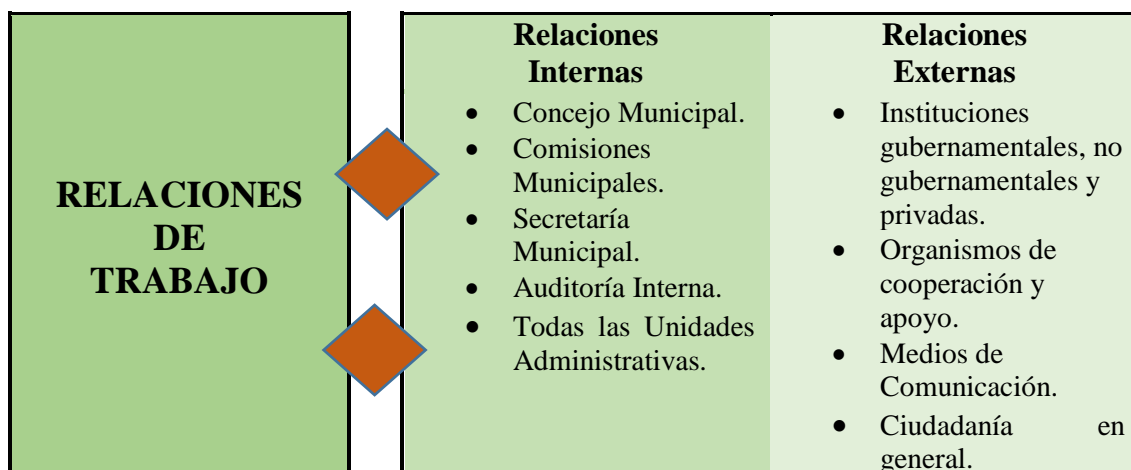 RELACIONES
DE
TRABAJO
Relaciones
Internas
• Concejo Municipal.
• Comisiones
Municipales.
• Secretaría
Municipal.
• Auditoría Interna.
• Todas las Unidades
Administrativas.
Relaciones
Externas
• Instituciones
gubernamentales, no
gubernamentales y
privadas.
• Organismos de
cooperación y
apoyo.
• Medios de
Comunicación.
• Ciudadanía en
general.